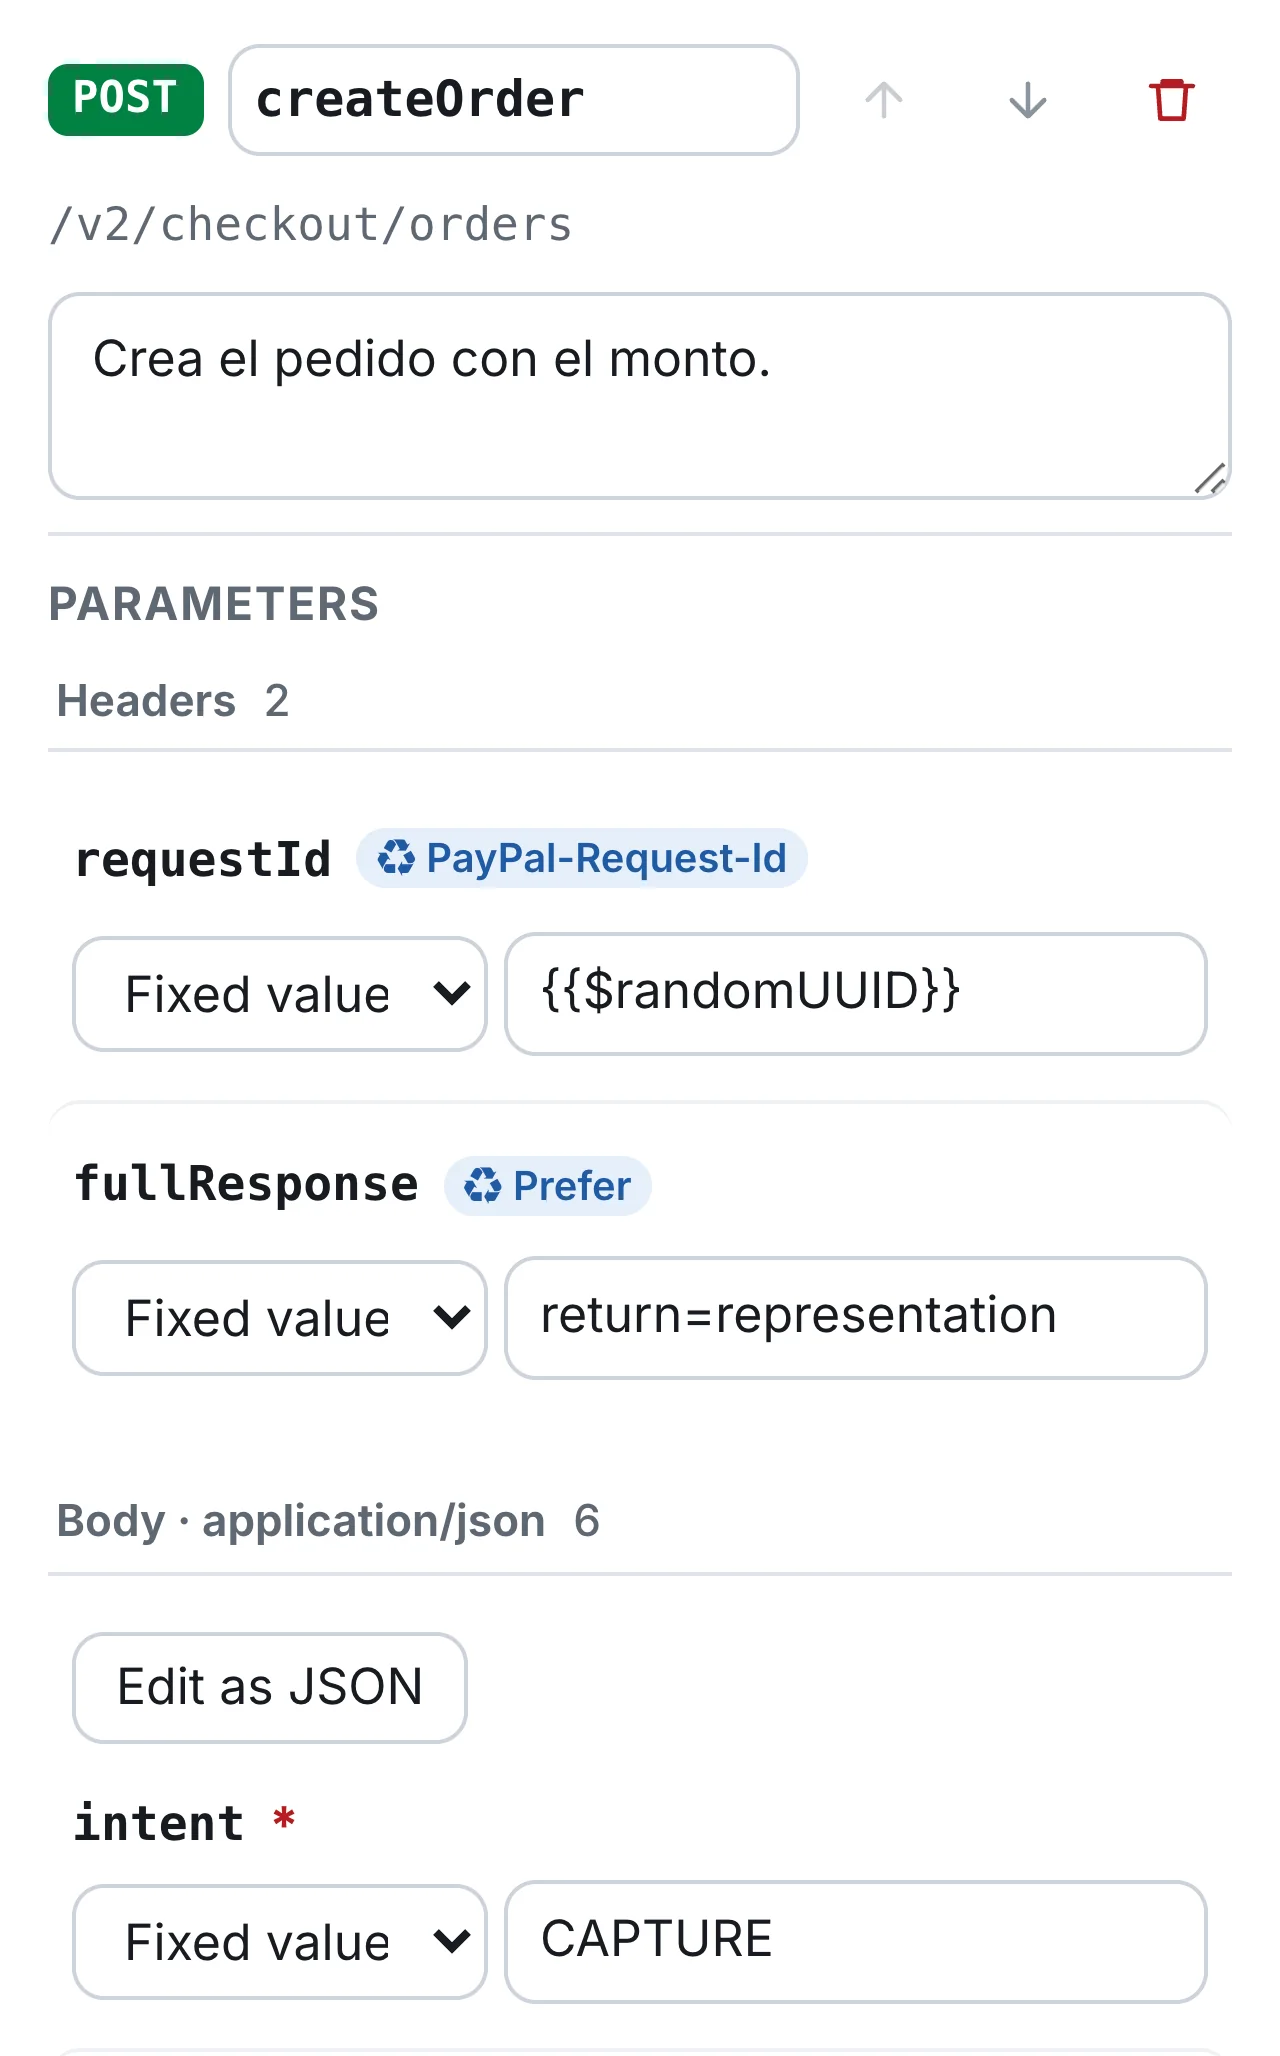 POST createOrder
/v2/checkout/orders
Crea el pedido con el monto.
PARAMETERS
Headers 2
requestId ♻ PayPal-Request-Id
Fixed value {{$randomUUID}}
fullResponse ♻ Prefer
Fixed value return=representation
Body · application/json 6
Edit as JSON
intent *
Fixed value CAPTURE